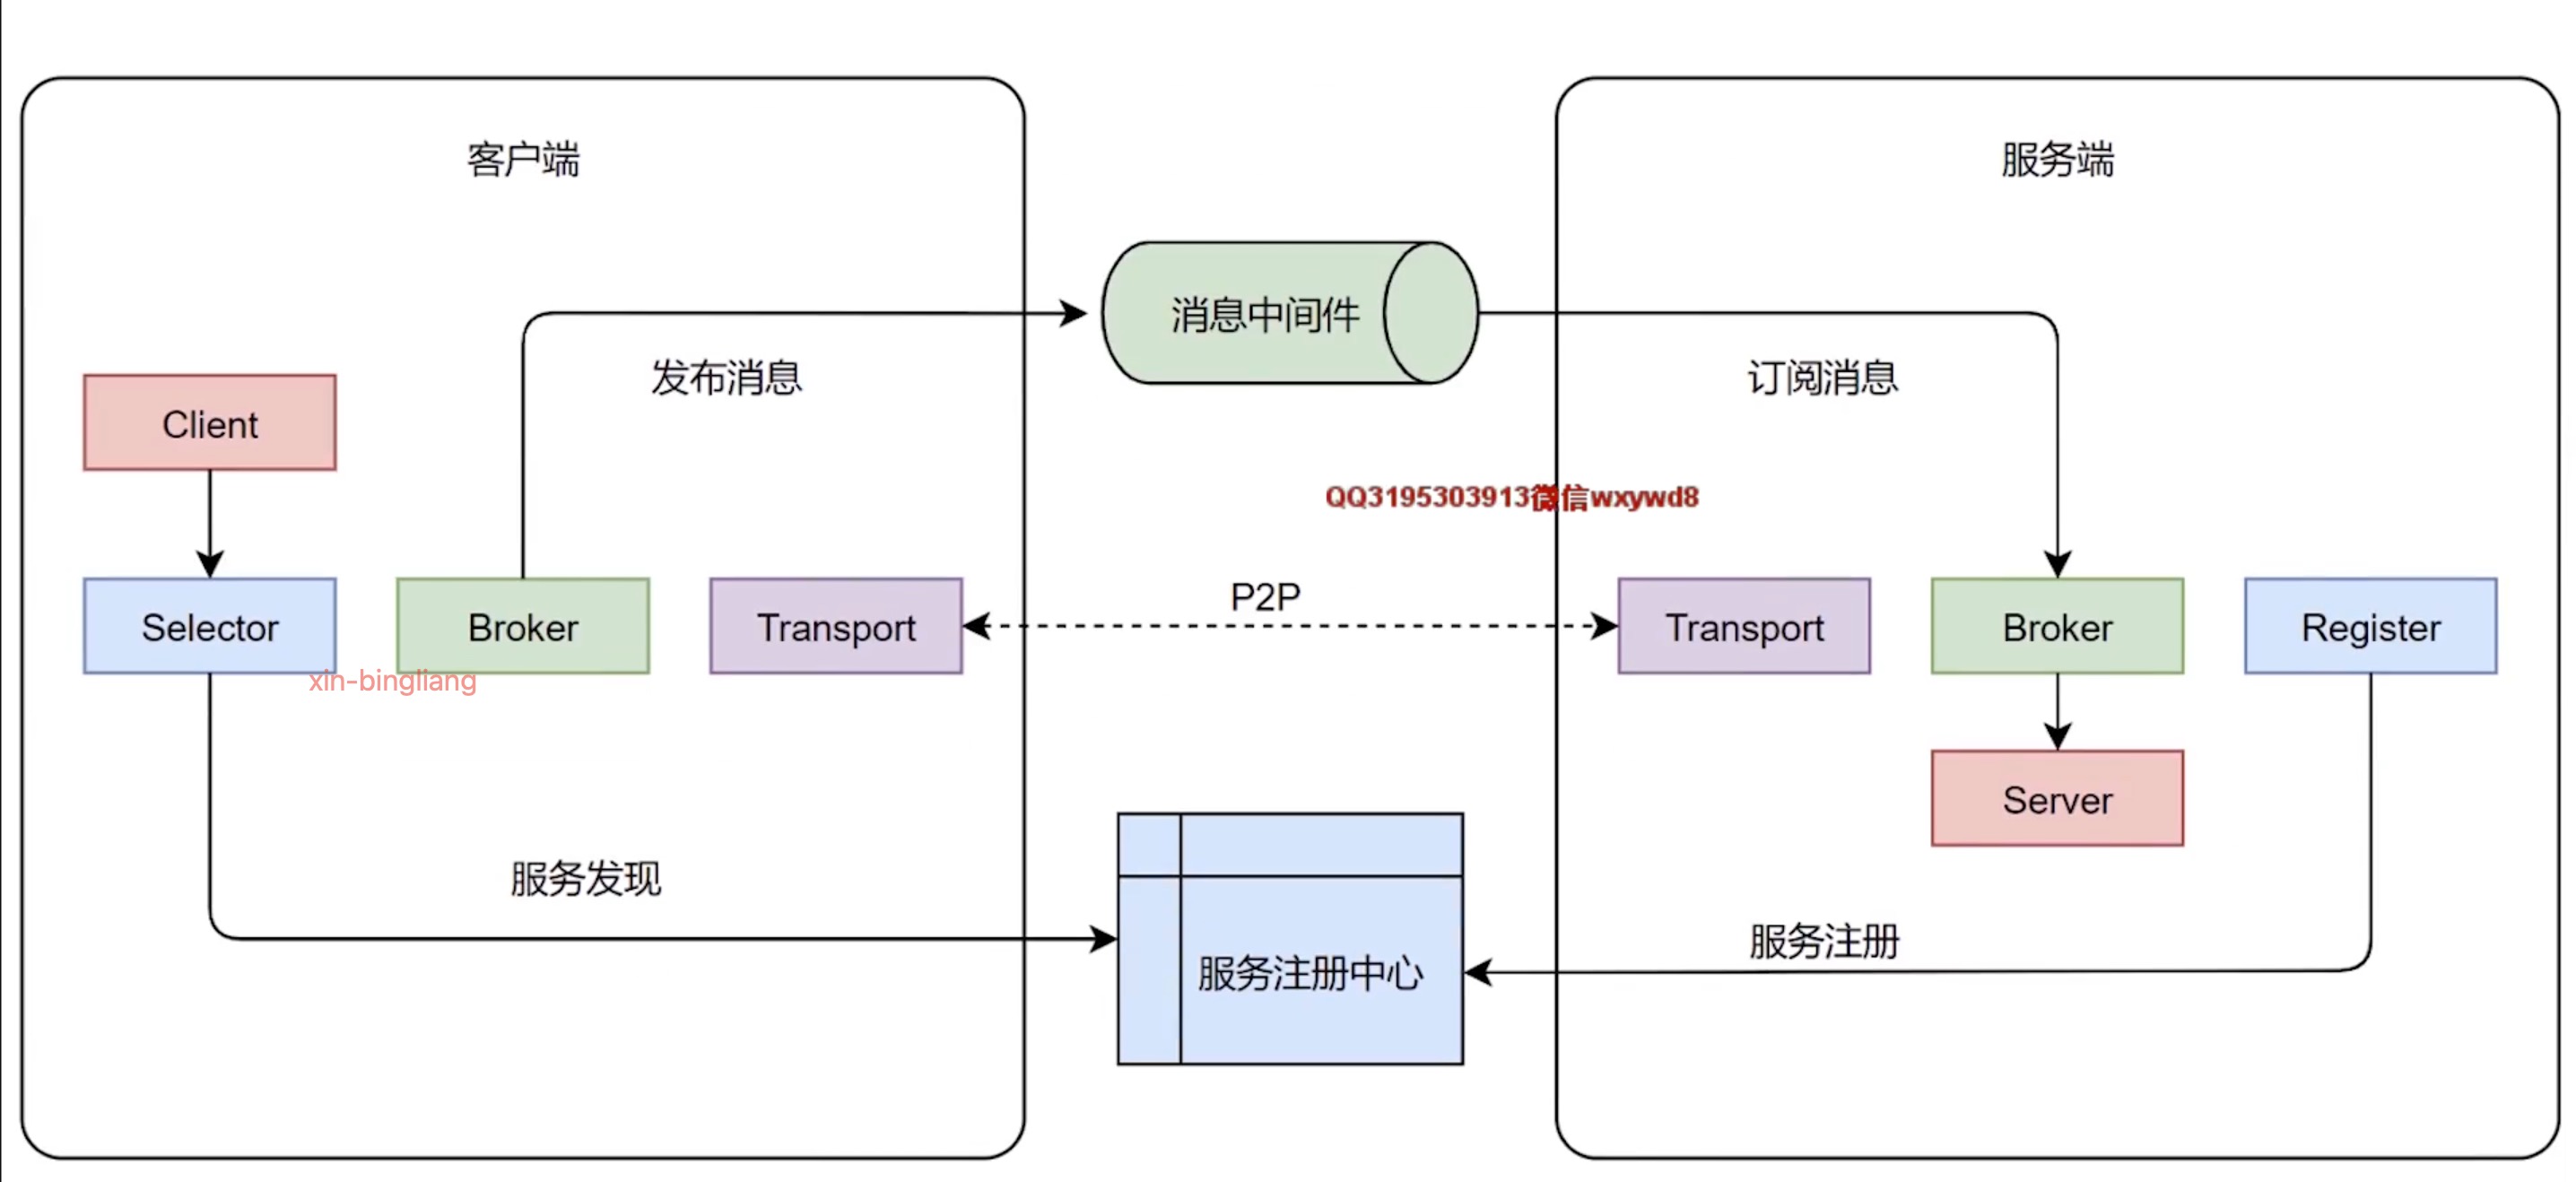 客户端
服务端
消息中间件
发布消息
订阅消息
Client
QQ3195303913微信wxywd8
P2P
Selector
Broker
Transport
Transport
Broker
Register
xin-bingliang
Server
服务发现
服务注册
服务注册中心